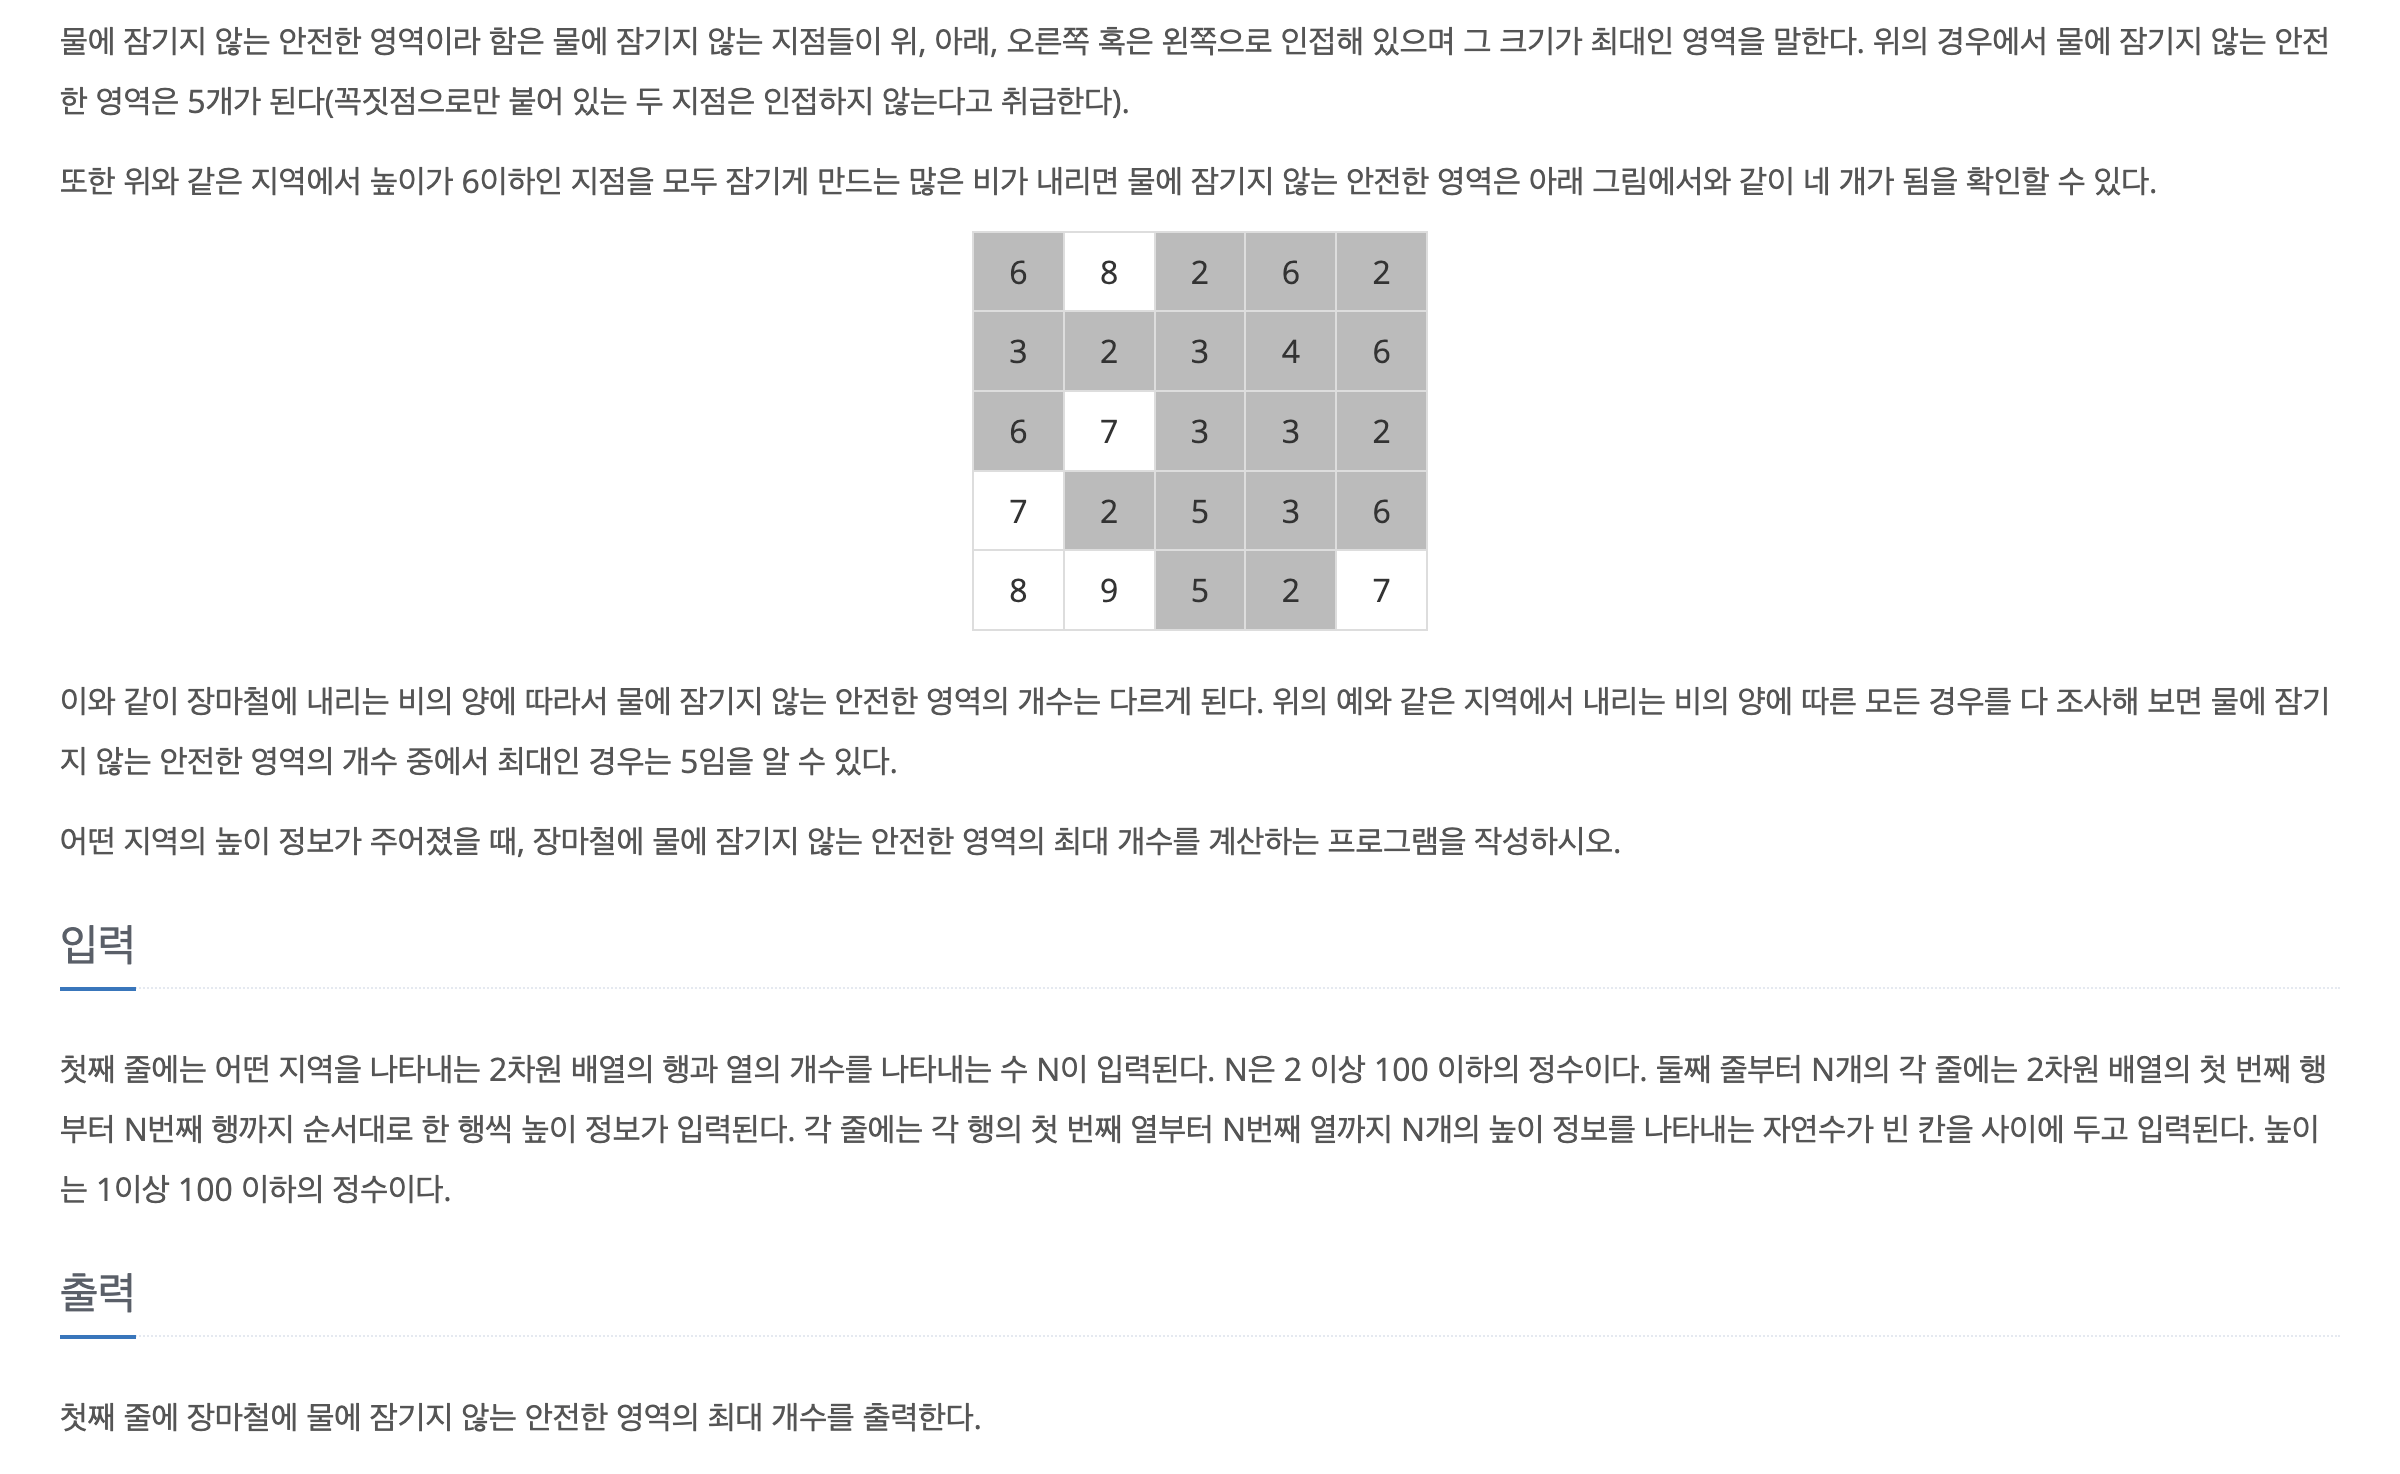 물에 잠기지 않는 안전한 영역이라 함은 물에 잠기지 않는 지점들이 위, 아래, 오른쪽 혹은 왼쪽으로 인접해 있으며 그 크기가 최대인 영역을 말한다. 위의 경우에서 물에 잠기지 않는 안전
한 영역은 5개가 된다(꼭짓점으로만 붙어 있는 두 지점은 인접하지 않는다고 취급한다).
또한 위와 같은 지역에서 높이가 6이하인 지점을 모두 잠기게 만드는 많은 비가 내리면 물에 잠기지 않는 안전한 영역은 아래 그림에서와 같이 네 개가 됨을 확인할 수 있다.
6 8 2 6 2
3 2 3 4 6
6 7 3 3 2
7 2 5 3 6
8 9 5 2 7
이와 같이 장마철에 내리는 비의 양에 따라서 물에 잠기지 않는 안전한 영역의 개수는 다르게 된다. 위의 예와 같은 지역에서 내리는 비의 양에 따른 모든 경우를 다 조사해 보면 물에 잠기
지 않는 안전한 영역의 개수 중에서 최대인 경우는 5임을 알 수 있다.
어떤 지역의 높이 정보가 주어졌을 때, 장마철에 물에 잠기지 않는 안전한 영역의 최대 개수를 계산하는 프로그램을 작성하시오.
입력
첫째 줄에는 어떤 지역을 나타내는 2차원 배열의 행과 열의 개수를 나타내는 수 N이 입력된다. N은 2 이상 100 이하의 정수이다. 둘째 줄부터 N개의 각 줄에는 2차원 배열의 첫 번째 행
부터 N번째 행까지 순서대로 한 행씩 높이 정보가 입력된다. 각 줄에는 각 행의 첫 번째 열부터 N번째 열까지 N개의 높이 정보를 나타내는 자연수가 빈 칸을 사이에 두고 입력된다. 높이
는 1이상 100 이하의 정수이다.
출력
첫째 줄에 장마철에 물에 잠기지 않는 안전한 영역의 최대 개수를 출력한다.